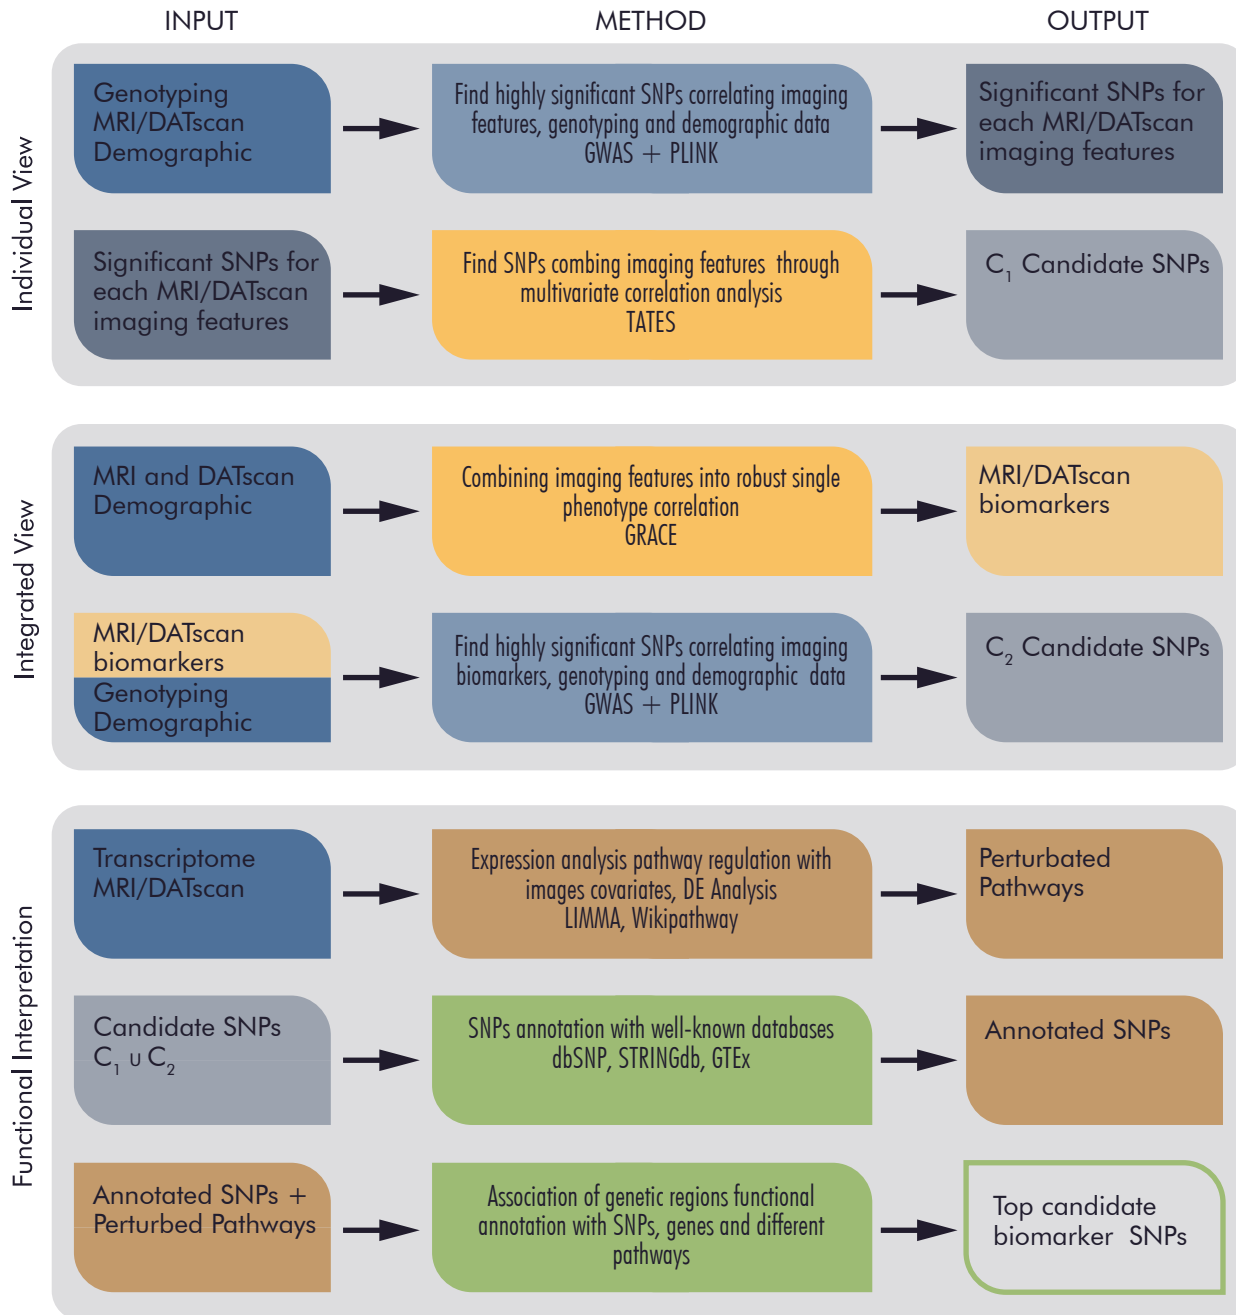 INPUT
METHOD
OUTPUT
Individual View
Genotyping
MRI/DATscan
Demographic
Find highly significant SNPs correlating imaging
features, genotyping and demographic data
GWAS + PLINK
Significant SNPs for
each MRI/DATscan
imaging features
Significant SNPs for
each MRI/DATscan
imaging features
Find SNPs combing imaging features through
multivariate correlation analysis
TATES
C1 Candidate SNPs
Integrated View
MRI and DATscan
Demographic
Combining imaging features into robust single
phenotype correlation
GRACE
MRI/DATscan
biomarkers
MRI/DATscan
biomarkers
Genotyping
Demographic
Find highly significant SNPs correlating imaging
biomarkers, genotyping and demographic data
GWAS + PLINK
C2 Candidate SNPs
Functional Interpretation
Transcriptome
MRI/DATscan
Expression analysis pathway regulation with
images covariates, DE Analysis
LIMMA, Wikipathway
Perturbated
Pathways
Candidate SNPs
C1 ∪ C2
SNPs annotation with well-known databases
dbSNP, STRINGdb, GTEx
Annotated SNPs
Annotated SNPs +
Perturbed Pathways
Association of genetic regions functional
annotation with SNPs, genes and different
pathways
Top candidate
biomarker SNPs